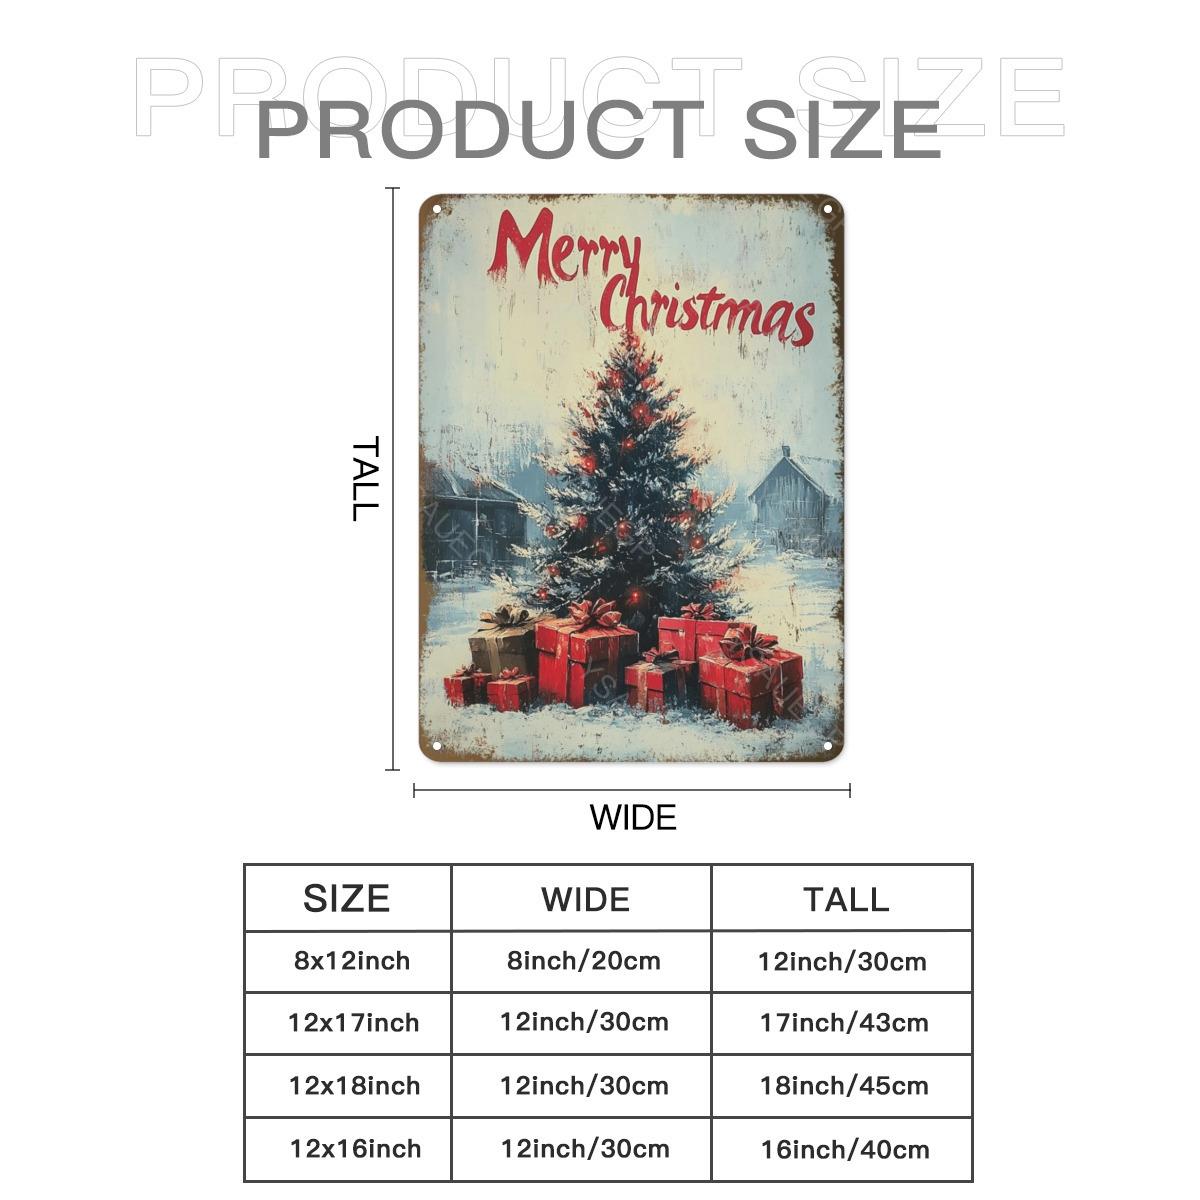 PRODUCT SIZE
PRODUCT SIZE
Merry
Christmas
TALL
WIDE
SIZE WIDE TALL
8x12inch 8inch/20cm 12inch/30cm
12x17inch 12inch/30cm 17inch/43cm
12x18inch 12inch/30cm 18inch/45cm
12x16inch 12inch/30cm 16inch/40cm